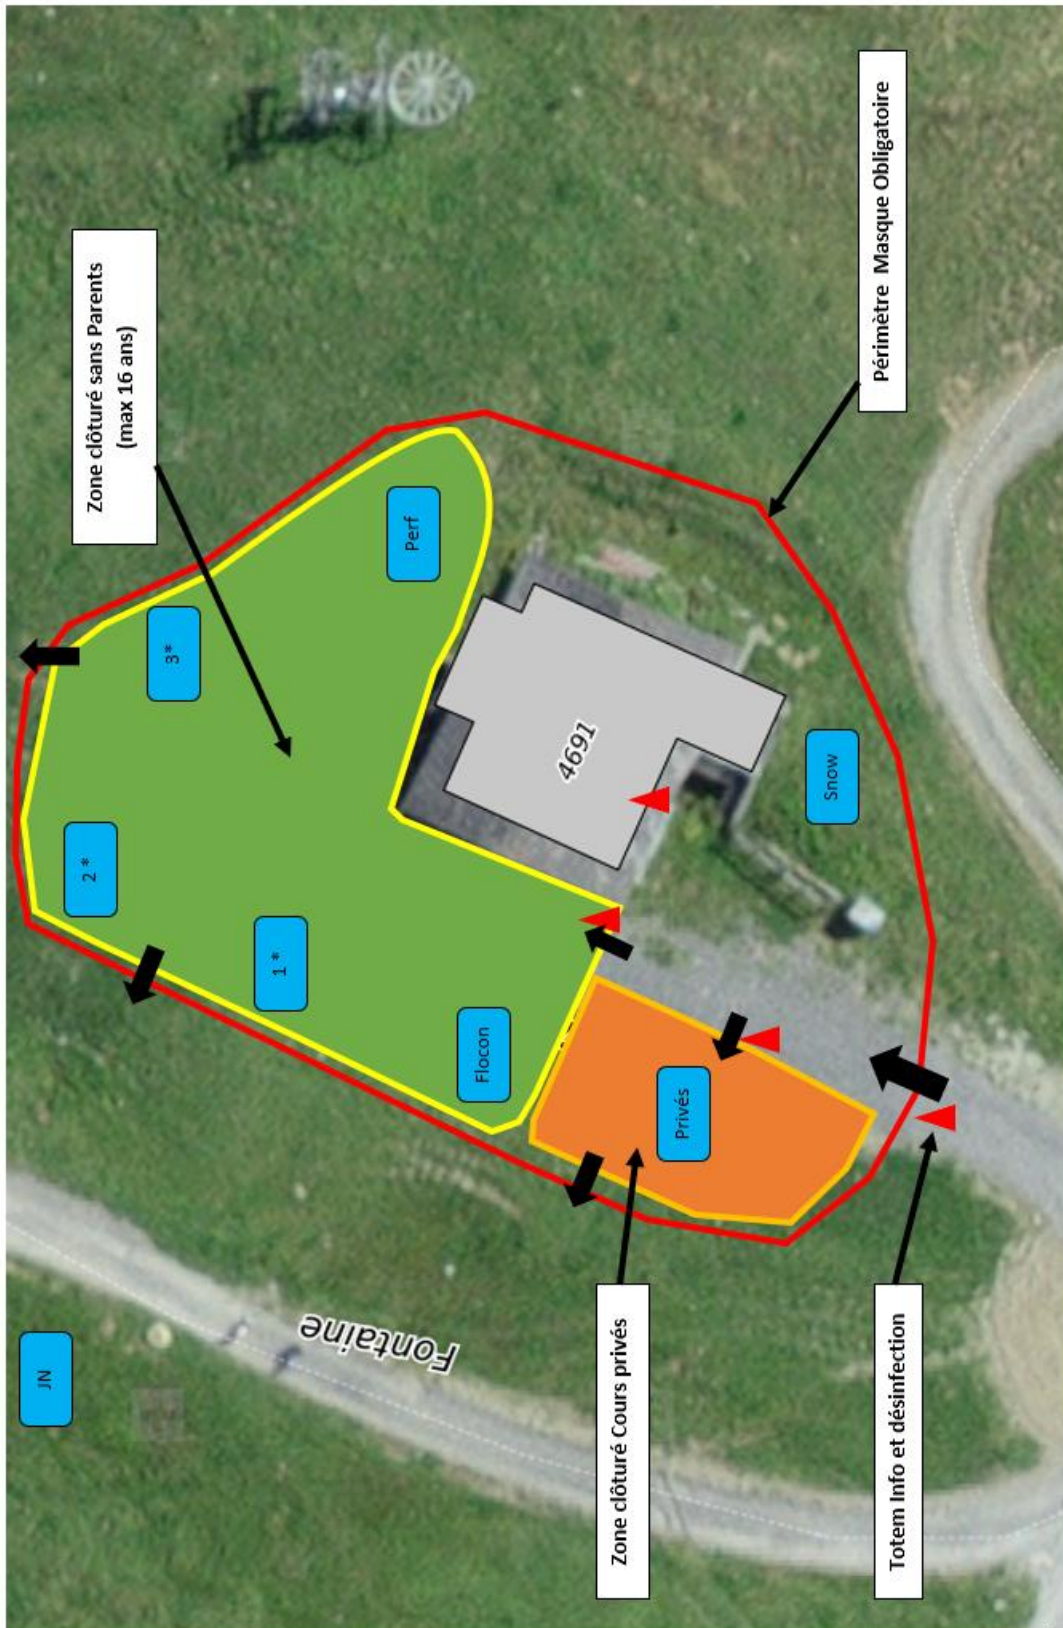 Zone clôturé sans Parents
(max 16 ans)
Périmètre  Masque Obligatoire
Perf
3*
2 *
1 *
Flocon
4691
Snow
Privés
Fontaine
JN
Zone clôturé Cours privés
Totem Info et désinfection